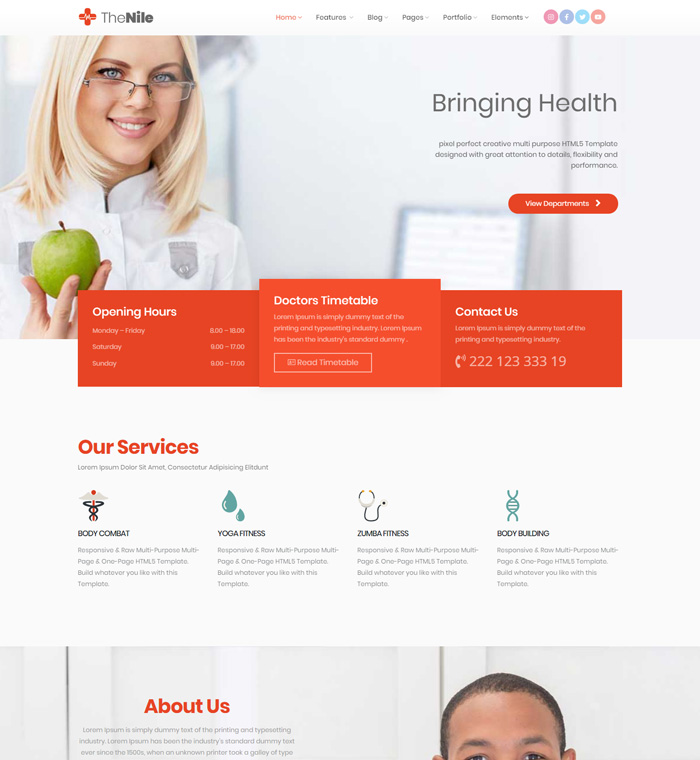 TheNile
Home Features Blog Pages Portfolio Elements
Bringing Health
pixel perfect creative multi purpose HTML5 Template
designed with great attention to details, flexibility and
performance.
View Departments
Opening Hours
Monday – Friday 8.00 – 18.00
Saturday 9.00 – 17.00
Sunday 9.00 – 17.00
Doctors Timetable
Lorem Ipsum is simply dummy text of the
printing and typesetting industry. Lorem Ipsum
has been the industry's standard dummy .
Read Timetable
Contact Us
Lorem Ipsum is simply dummy text of the
printing and typesetting industry.
222 123 333 19
Our Services
Lorem Ipsum Dolor Sit Amet, Consectetur Adipisicing Elitdunt
BODY COMBAT
Responsive & Raw Multi-Purpose Multi-
Page & One-Page HTML5 Template.
Build whatever you like with this
Template.
YOGA FITNESS
Responsive & Raw Multi-Purpose Multi-
Page & One-Page HTML5 Template.
Build whatever you like with this
Template.
ZUMBA FITNESS
Responsive & Raw Multi-Purpose Multi-
Page & One-Page HTML5 Template.
Build whatever you like with this
Template.
BODY BUILDING
Responsive & Raw Multi-Purpose Multi-
Page & One-Page HTML5 Template.
Build whatever you like with this
Template.
About Us
Lorem Ipsum is simply dummy text of the printing and typesetting
industry. Lorem Ipsum has been the industry's standard dummy text
ever since the 1500s, when an unknown printer took a galley of type